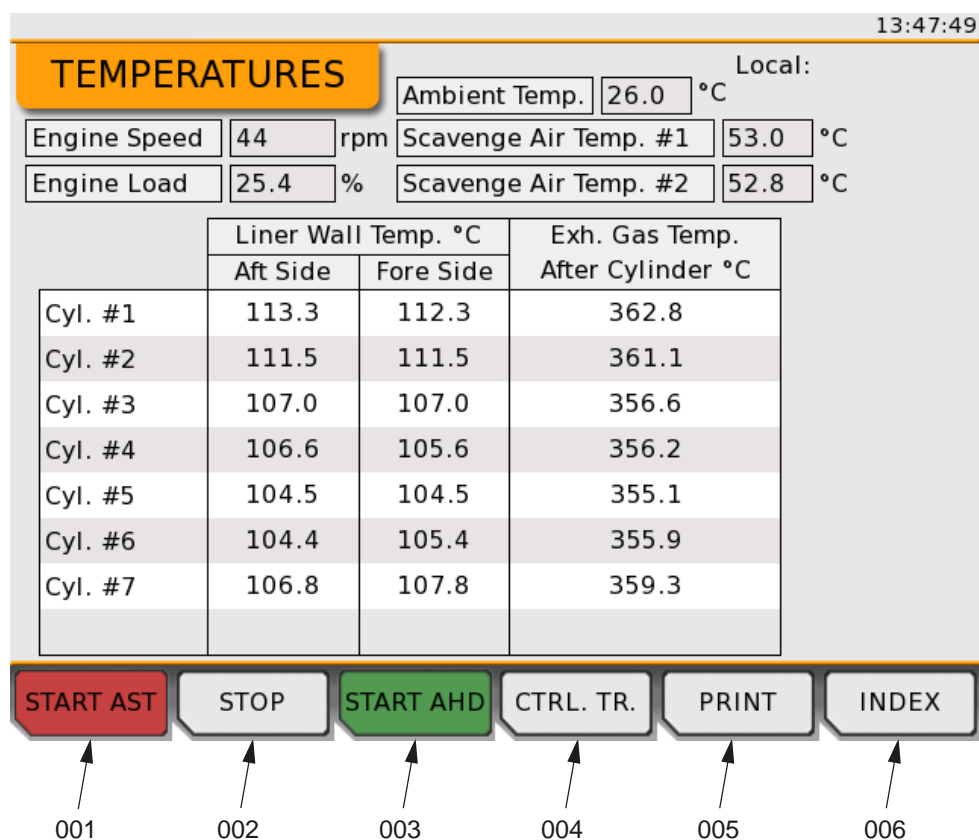 13:47:49
TEMPERATURES
Local:
Ambient Temp. 26.0 °C
Engine Speed 44 rpm Scavenge Air Temp. #1 53.0 °C
Engine Load 25.4 % Scavenge Air Temp. #2 52.8 °C
Liner Wall Temp. °C Exh. Gas Temp.
Aft Side Fore Side After Cylinder °C
Cyl. #1 113.3 112.3 362.8
Cyl. #2 111.5 111.5 361.1
Cyl. #3 107.0 107.0 356.6
Cyl. #4 106.6 105.6 356.2
Cyl. #5 104.5 104.5 355.1
Cyl. #6 104.4 105.4 355.9
Cyl. #7 106.8 107.8 359.3
START AST STOP START AHD CTRL. TR. PRINT INDEX
001 002 003 004 005 006